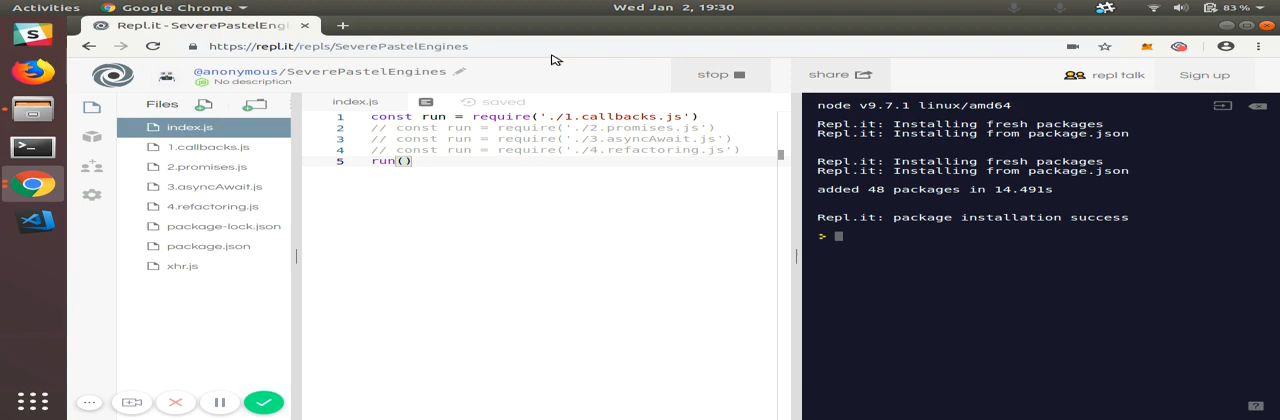 Activities Google Chrome Wed Jan 2, 19:30 83 %
Repl.it - SeverePastelEngi
https://repl.it/repls/SeverePastelEngines
@anonymous/SeverePastelEngines
No description
stop
share
repl talk
Sign up
Files
index.js
1.callbacks.js
2.promises.js
3.asyncAwait.js
4.refactoring.js
package-lock.json
package.json
xhr.js
index.js
saved
1 const run = require('./1.callbacks.js')
2 // const run = require('./2.promises.js')
3 // const run = require('./3.asyncAwait.js')
4 // const run = require('./4.refactoring.js')
5 run()
node v9.7.1 linux/amd64
Repl.it: Installing fresh packages
Repl.it: Installing from package.json
Repl.it: Installing fresh packages
Repl.it: Installing from package.json
added 48 packages in 14.491s
Repl.it: package installation success
>